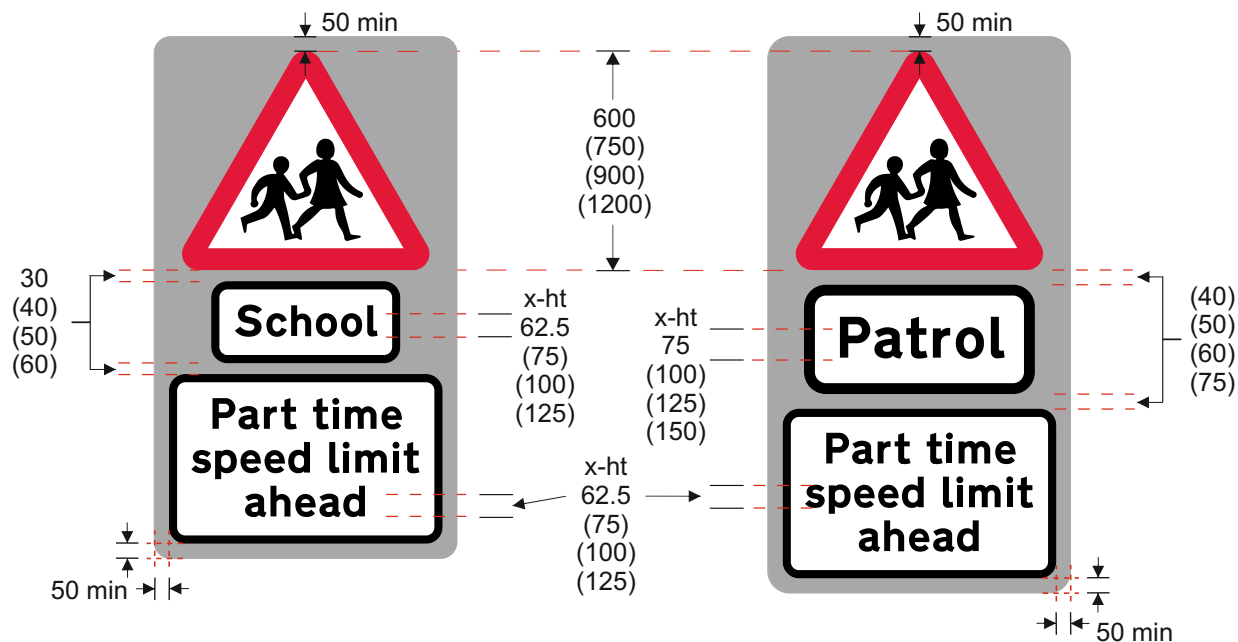 50 min
50 min
600
(750)
(900)
(1200)
30
(40)
(50)
(60)
School
x-ht
62.5
(75)
(100)
(125)
x-ht
75
(100)
(125)
(150)
Patrol
(40)
(50)
(60)
(75)
Part time
speed limit
ahead
x-ht
62.5
(75)
(100)
(125)
Part time
speed limit
ahead
50 min
50 min